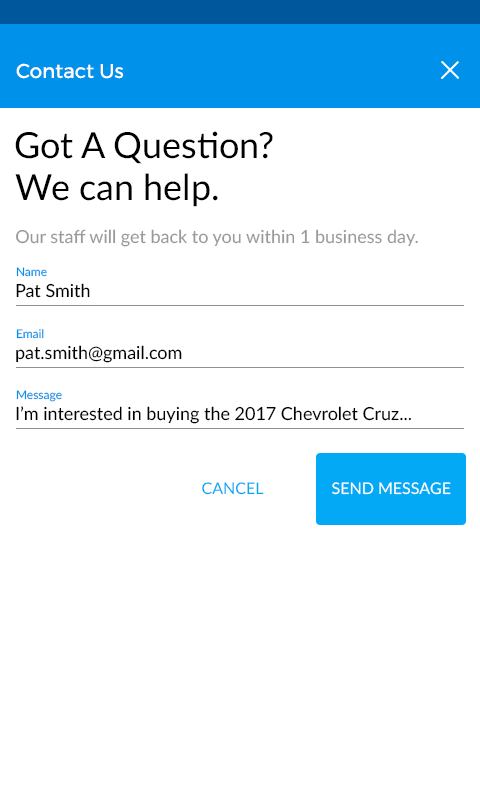 Contact Us
Got A Question?
We can help.
Our staff will get back to you within 1 business day.
Name
Pat Smith
Email
pat.smith@gmail.com
Message
I'm interested in buying the 2017 Chevrolet Cruz...
CANCEL
SEND MESSAGE